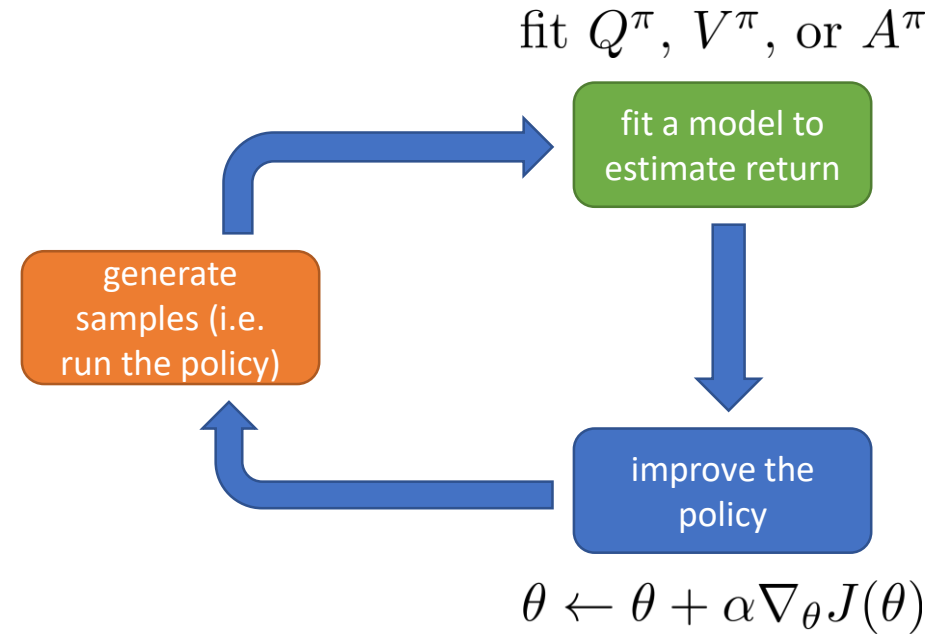 fit Q^π, V^π, or A^π
fit a model to
estimate return
generate
samples (i.e.
run the policy)
improve the
policy
θ ← θ + α∇_θ J(θ)